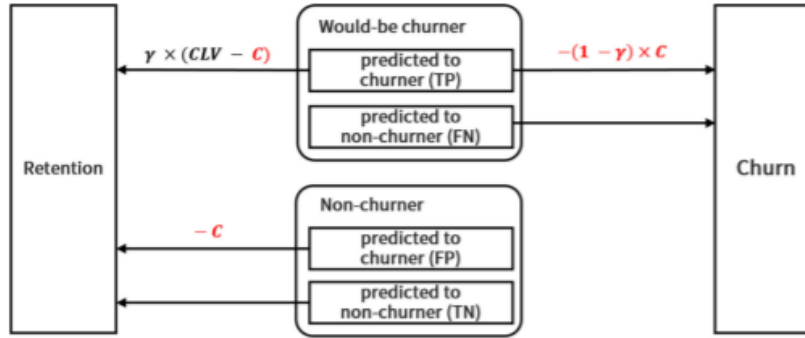 Would-be churner
γ × (CLV − C)
predicted to
churner (TP)
−(1 − γ) × C
predicted to
non-churner (FN)
Retention
Churn
Non-churner
− C
predicted to
churner (FP)
predicted to
non-churner (TN)